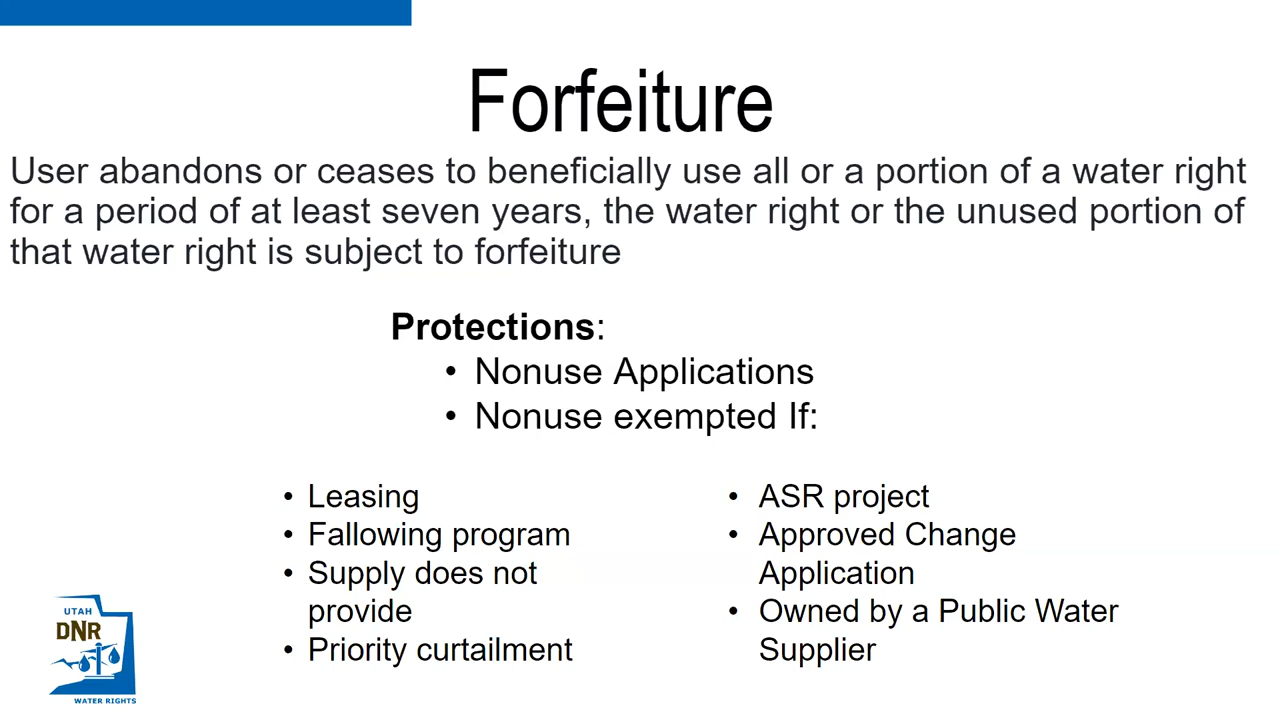 Forfeiture
User abandons or ceases to beneficially use all or a portion of a water right
for a period of at least seven years, the water right or the unused portion of
that water right is subject to forfeiture
Protections:
• Nonuse Applications
• Nonuse exempted If:
• Leasing
• Fallowing program
• Supply does not
provide
• Priority curtailment
• ASR project
• Approved Change
Application
• Owned by a Public Water
Supplier
UTAH
DNR
WATER RIGHTS